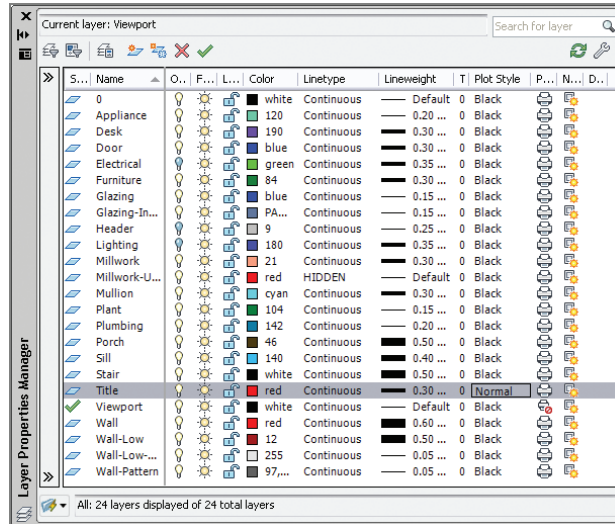 Current layer: Viewport
Search for layer
S... Name O.. F... L... Color Linetype Lineweight T Plot Style P... N... D..
0 white Continuous Default 0 Black
Appliance 120 Continuous 0.20 ... 0 Black
Desk 190 Continuous 0.30 ... 0 Black
Door blue Continuous 0.30 ... 0 Black
Electrical green Continuous 0.35 ... 0 Black
Furniture 84 Continuous 0.30 ... 0 Black
Glazing blue Continuous 0.15 ... 0 Black
Glazing-In... PA... Continuous 0.15 ... 0 Black
Header 9 Continuous 0.25 ... 0 Black
Lighting 180 Continuous 0.35 ... 0 Black
Millwork 21 Continuous 0.30 ... 0 Black
Millwork-U... red HIDDEN Default 0 Black
Mullion cyan Continuous 0.30 ... 0 Black
Plant 104 Continuous 0.15 ... 0 Black
Plumbing 142 Continuous 0.20 ... 0 Black
Porch 46 Continuous 0.50 ... 0 Black
Sill 140 Continuous 0.40 ... 0 Black
Stair white Continuous 0.50 ... 0 Black
Title red Continuous 0.30 ... 0 Normal
Viewport white Continuous Default 0 Black
Wall red Continuous 0.60 ... 0 Black
Wall-Low 12 Continuous 0.50 ... 0 Black
Wall-Low-... 255 Continuous 0.05 ... 0 Black
Wall-Pattern 97,... Continuous 0.05 ... 0 Black
All: 24 layers displayed of 24 total layers
Layer Properties Manager